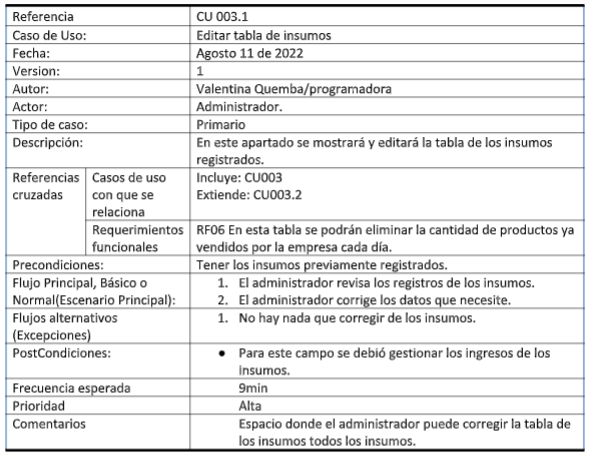 Referencia CU 003.1
Caso de Uso: Editar tabla de insumos
Fecha: Agosto 11 de 2022
Version: 1
Autor: Valentina Quemba/programadora
Actor: Administrador.
Tipo de caso: Primario
Descripción: En este apartado se mostrará y editará la tabla de los insumos
registrados.
Referencias cruzadas
Casos de uso
con que se
relaciona
Incluye: CU003
Extiende: CU003.2
Requerimientos
funcionales
RF06 En esta tabla se podrán eliminar la cantidad de productos ya
vendidos por la empresa cada día.
Precondiciones: Tener los insumos previamente registrados.
Flujo Principal, Básico o
Normal(Escenario Principal):
1. El administrador revisa los registros de los insumos.
2. El administrador corrige los datos que necesite.
Flujos alternativos
(Excepciones)
1. No hay nada que corregir de los insumos.
PostCondiciones:
• Para este campo se debió gestionar los ingresos de los
insumos.
Frecuencia esperada 9min
Prioridad Alta
Comentarios Espacio donde el administrador puede corregir la tabla de
los insumos todos los insumos.